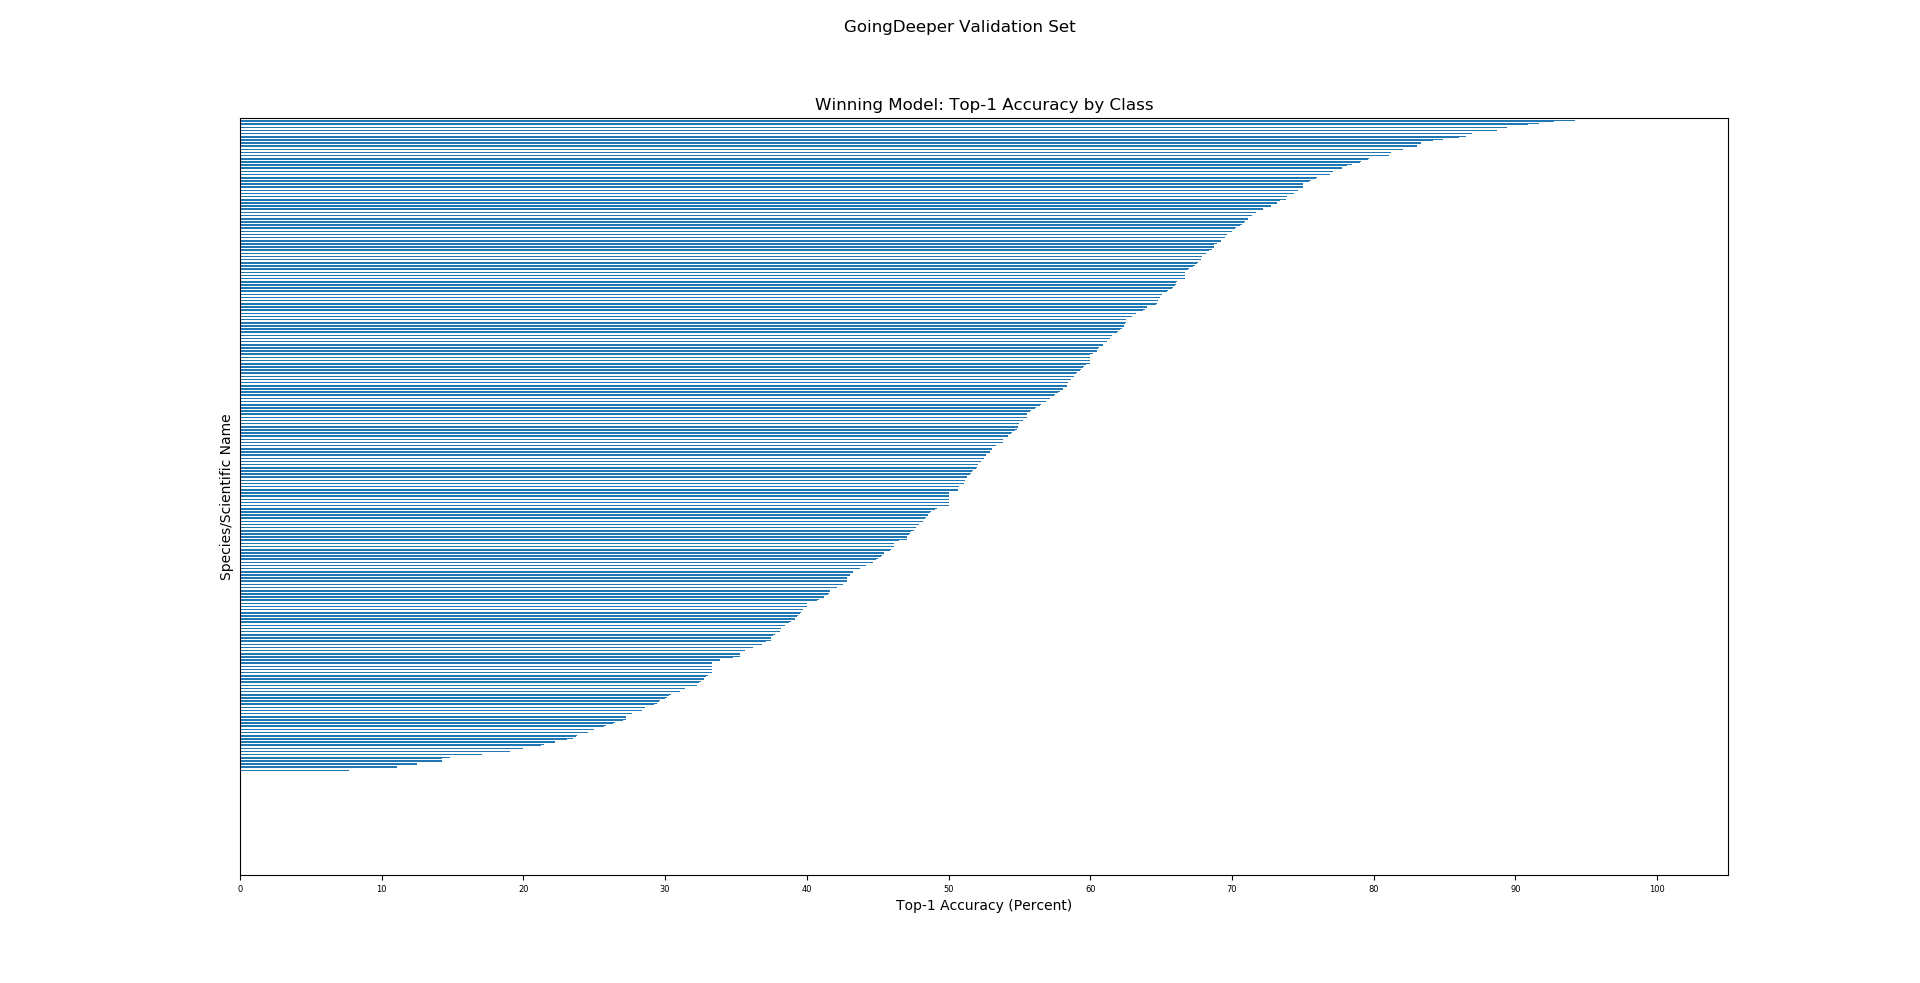 GoingDeeper Validation Set
Winning Model: Top-1 Accuracy by Class
Species/Scientific Name
0 10 20 30 40 50 60 70 80 90 100
Top-1 Accuracy (Percent)